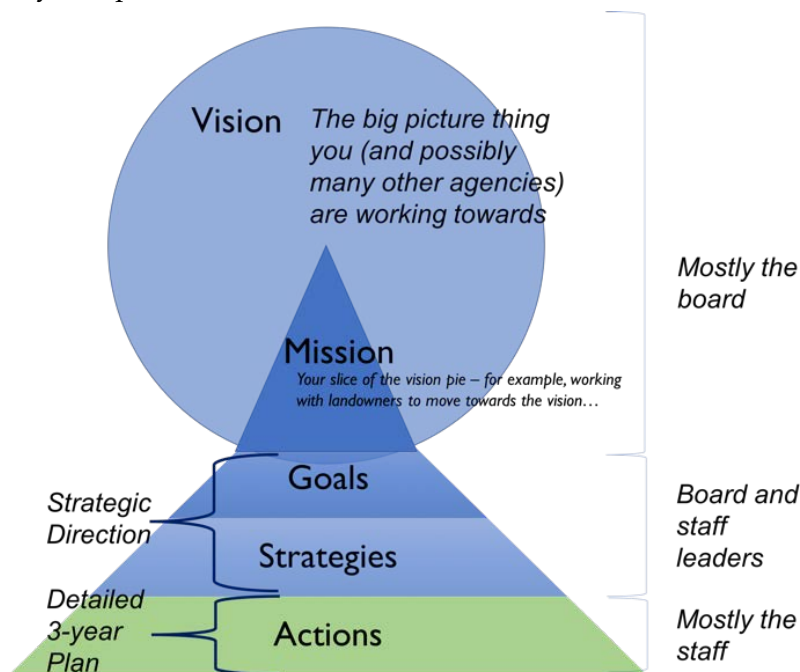 Vision
The big picture thing
you (and possibly
many other agencies)
are working towards
Mostly the
board
Mission
Your slice of the vision pie – for example, working
with landowners to move towards the vision…
Goals
Strategic
Direction
Board and
staff
leaders
Strategies
Detailed
3-year
Plan
Actions
Mostly the
staff